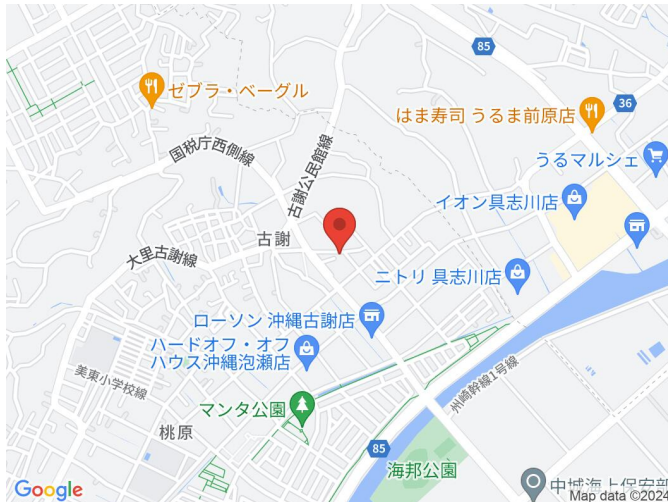 85
ゼブラ・ベーグル
36
はま寿司 うるま前原店
国税庁西側線
うるマルシェ
古謝公民館線
イオン具志川店
古謝
大里古謝線
ニトリ 具志川店
ローソン 沖縄古謝店
ハードオフ・オフ
ハウス沖縄泡瀬店
州崎幹線1号線
美東小学校線
マンタ公園
桃原
85
海邦公園
中城海上保安部
Google
Map data ©2024